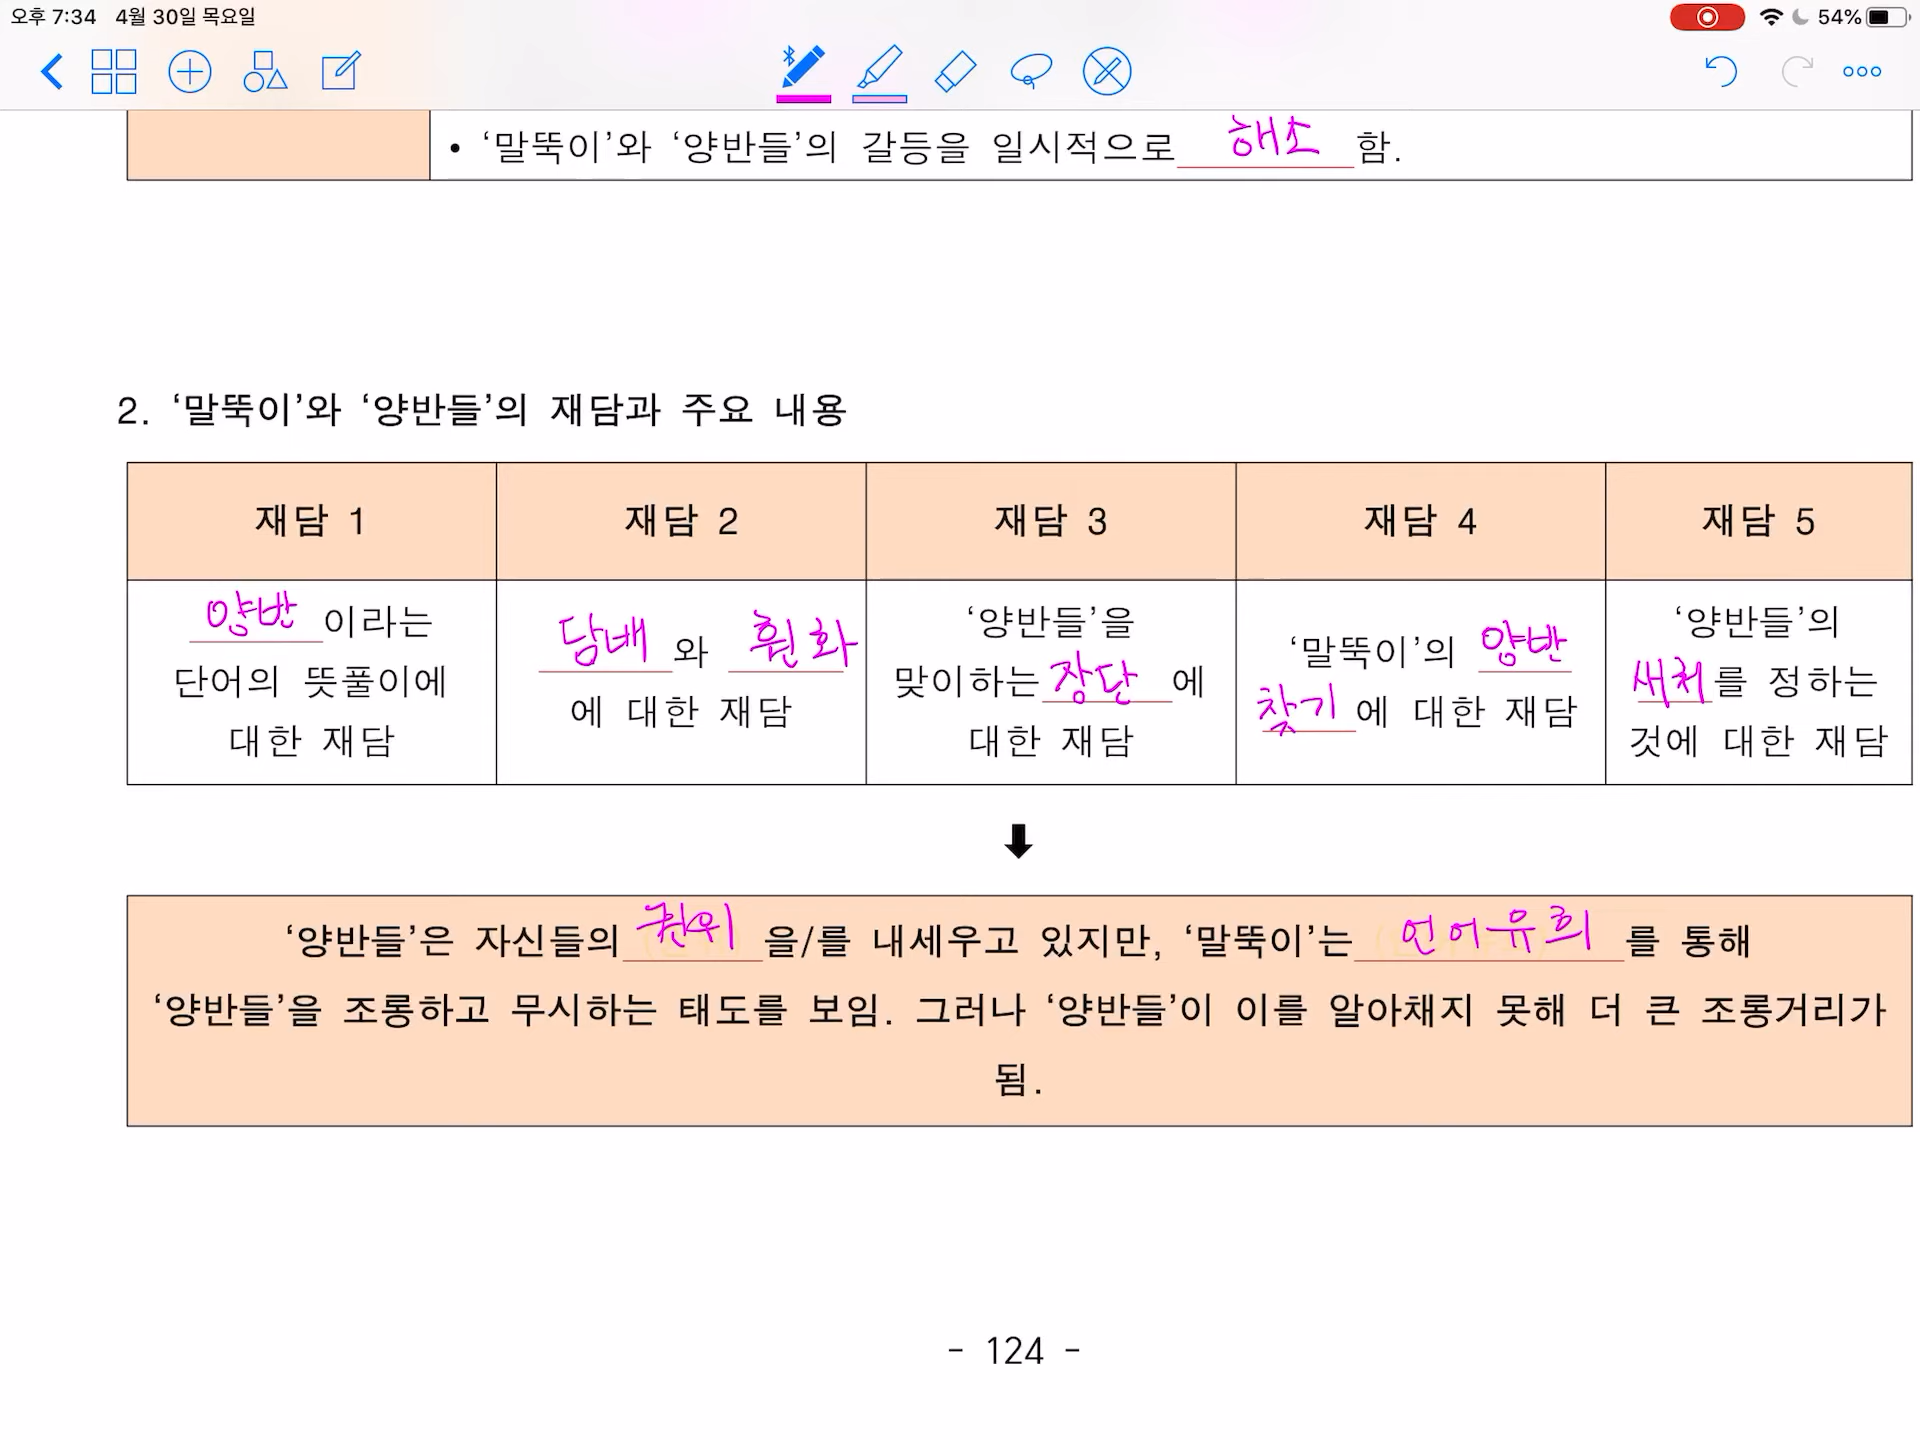 오후 7:34 4월 30일 목요일
54%
• ‘말뚝이’와 ‘양반들’의 갈등을 일시적으로 해소 함.
2. ‘말뚝이’와 ‘양반들’의 재담과 주요 내용
재담 1
재담 2
재담 3
재담 4
재담 5
양반 이라는
단어의 뜻풀이에
대한 재담
담배 와 훤화
에 대한 재담
‘양반들’을
맞이하는 장단 에
대한 재담
‘말뚝이’의 양반
찾기 에 대한 재담
‘양반들’의
새처 를 정하는
것에 대한 재담
‘양반들’은 자신들의 권위 을/를 내세우고 있지만, ‘말뚝이’는 언어유희 를 통해
‘양반들’을 조롱하고 무시하는 태도를 보임. 그러나 ‘양반들’이 이를 알아채지 못해 더 큰 조롱거리가
됨.
- 124 -